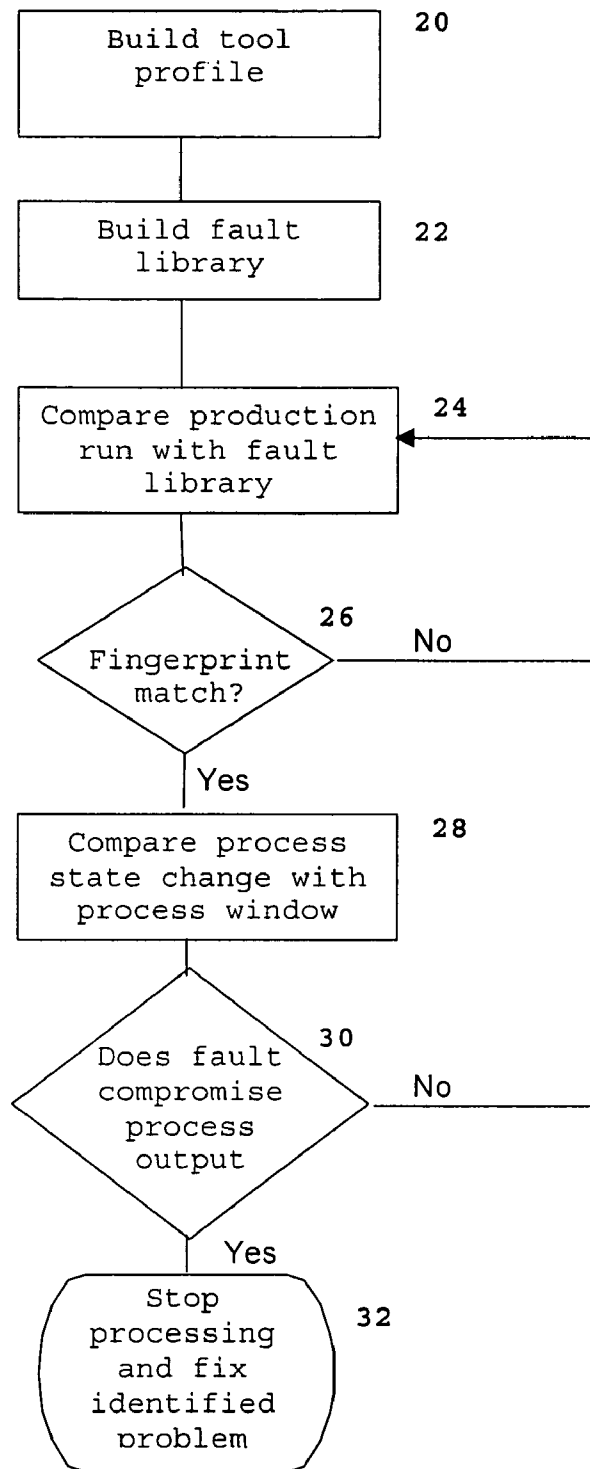 Build tool
profile
20
Build fault
library
22
Compare production
run with fault
library
24
Fingerprint
match?
26
No
Yes
Compare process
state change with
process window
28
Does fault
compromise
process
output
30
No
Yes
Stop
processing
and fix
identified
problem
32